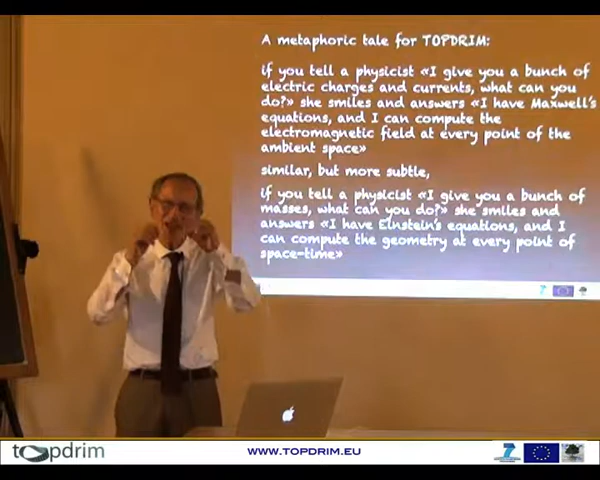 A metaphoric tale for TOPDRIM:
if you tell a physicist «I give you a bunch of
electric charges and currents, what can you
do?» she smiles and answers «I have Maxwell's
equations, and I can compute the
electromagnetic field at every point of the
ambient space»
similar, but more subtle,
if you tell a physicist «I give you a bunch of
masses, what can you do?» she smiles and
answers «I have Einstein's equations, and I
can compute the geometry at every point of
space-time»
topdrim
WWW.TOPDRIM.EU